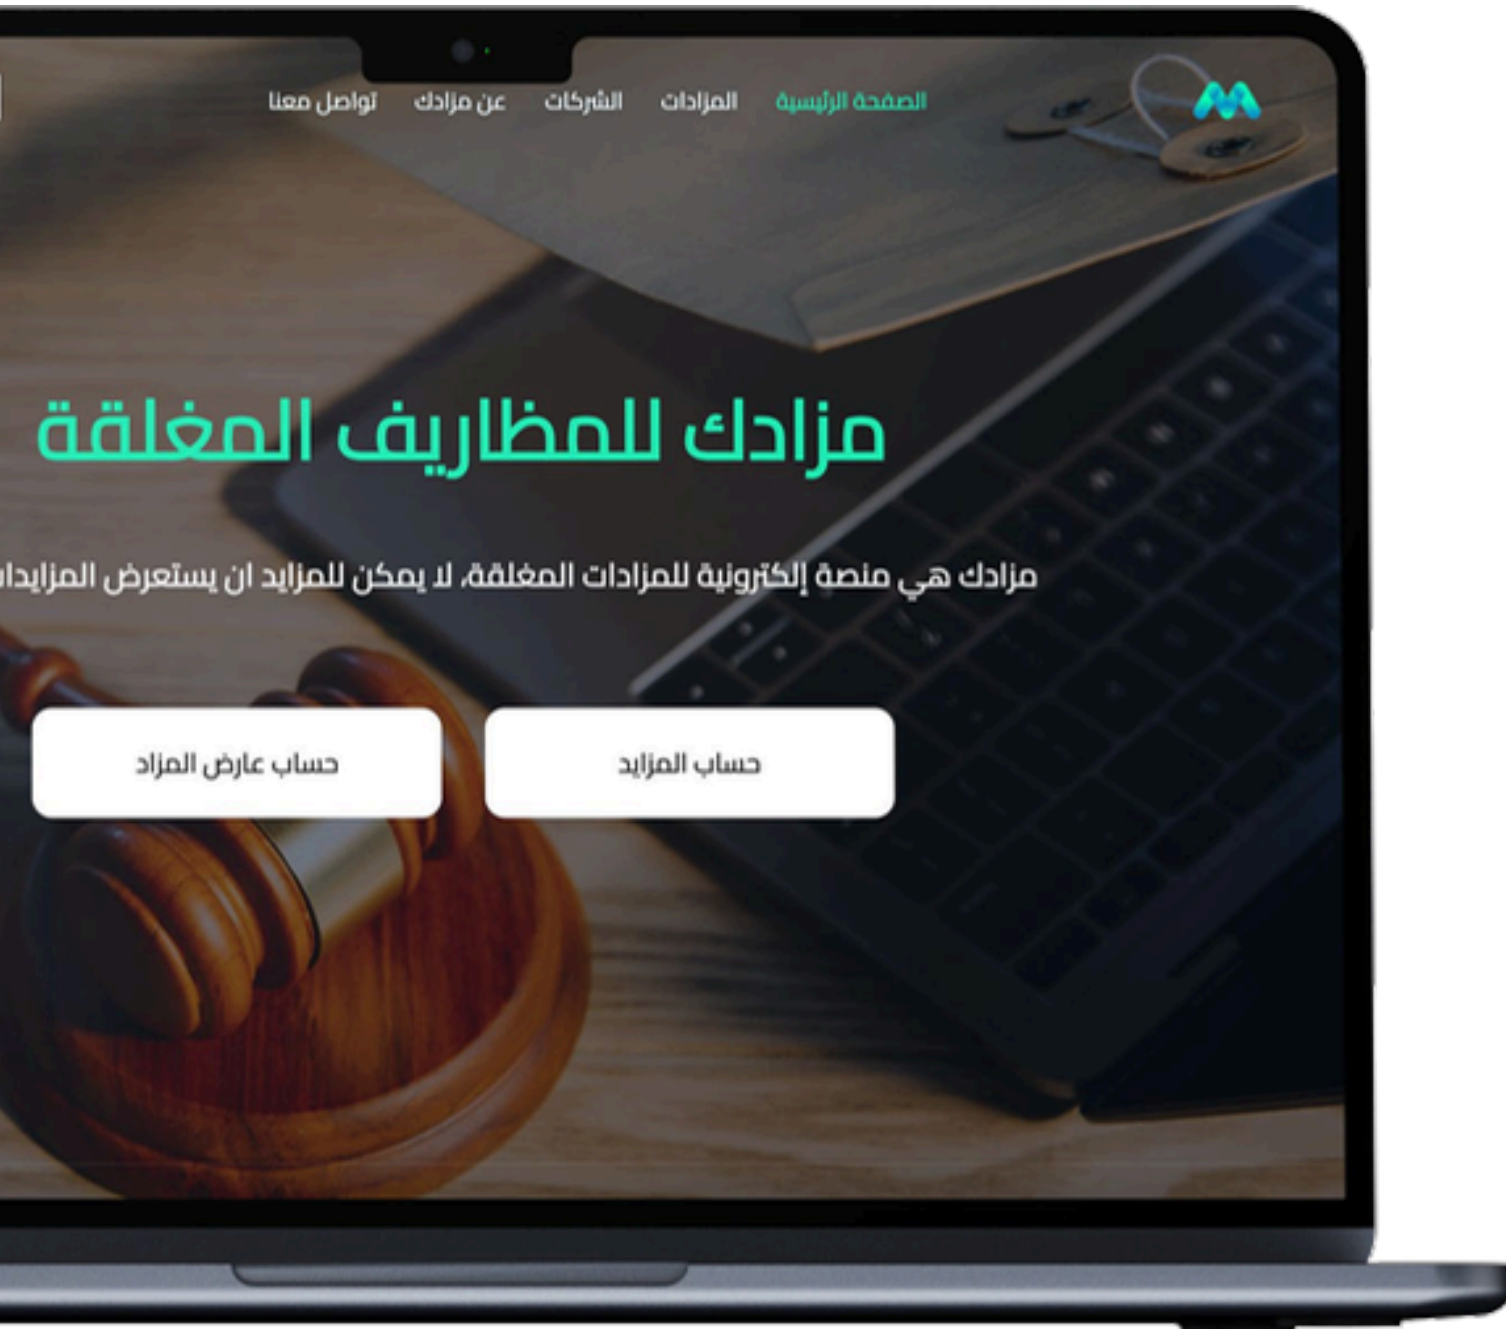 الصفحة الرئيسية المزادات الشركات عن مزادك تواصل معنا
مزادك للمظاريف المغلقة
مزادك هي منصة إلكترونية للمزادات المغلقة، لا يمكن للمزايد ان يستعرض
حساب المزايد حساب عارض المزاد